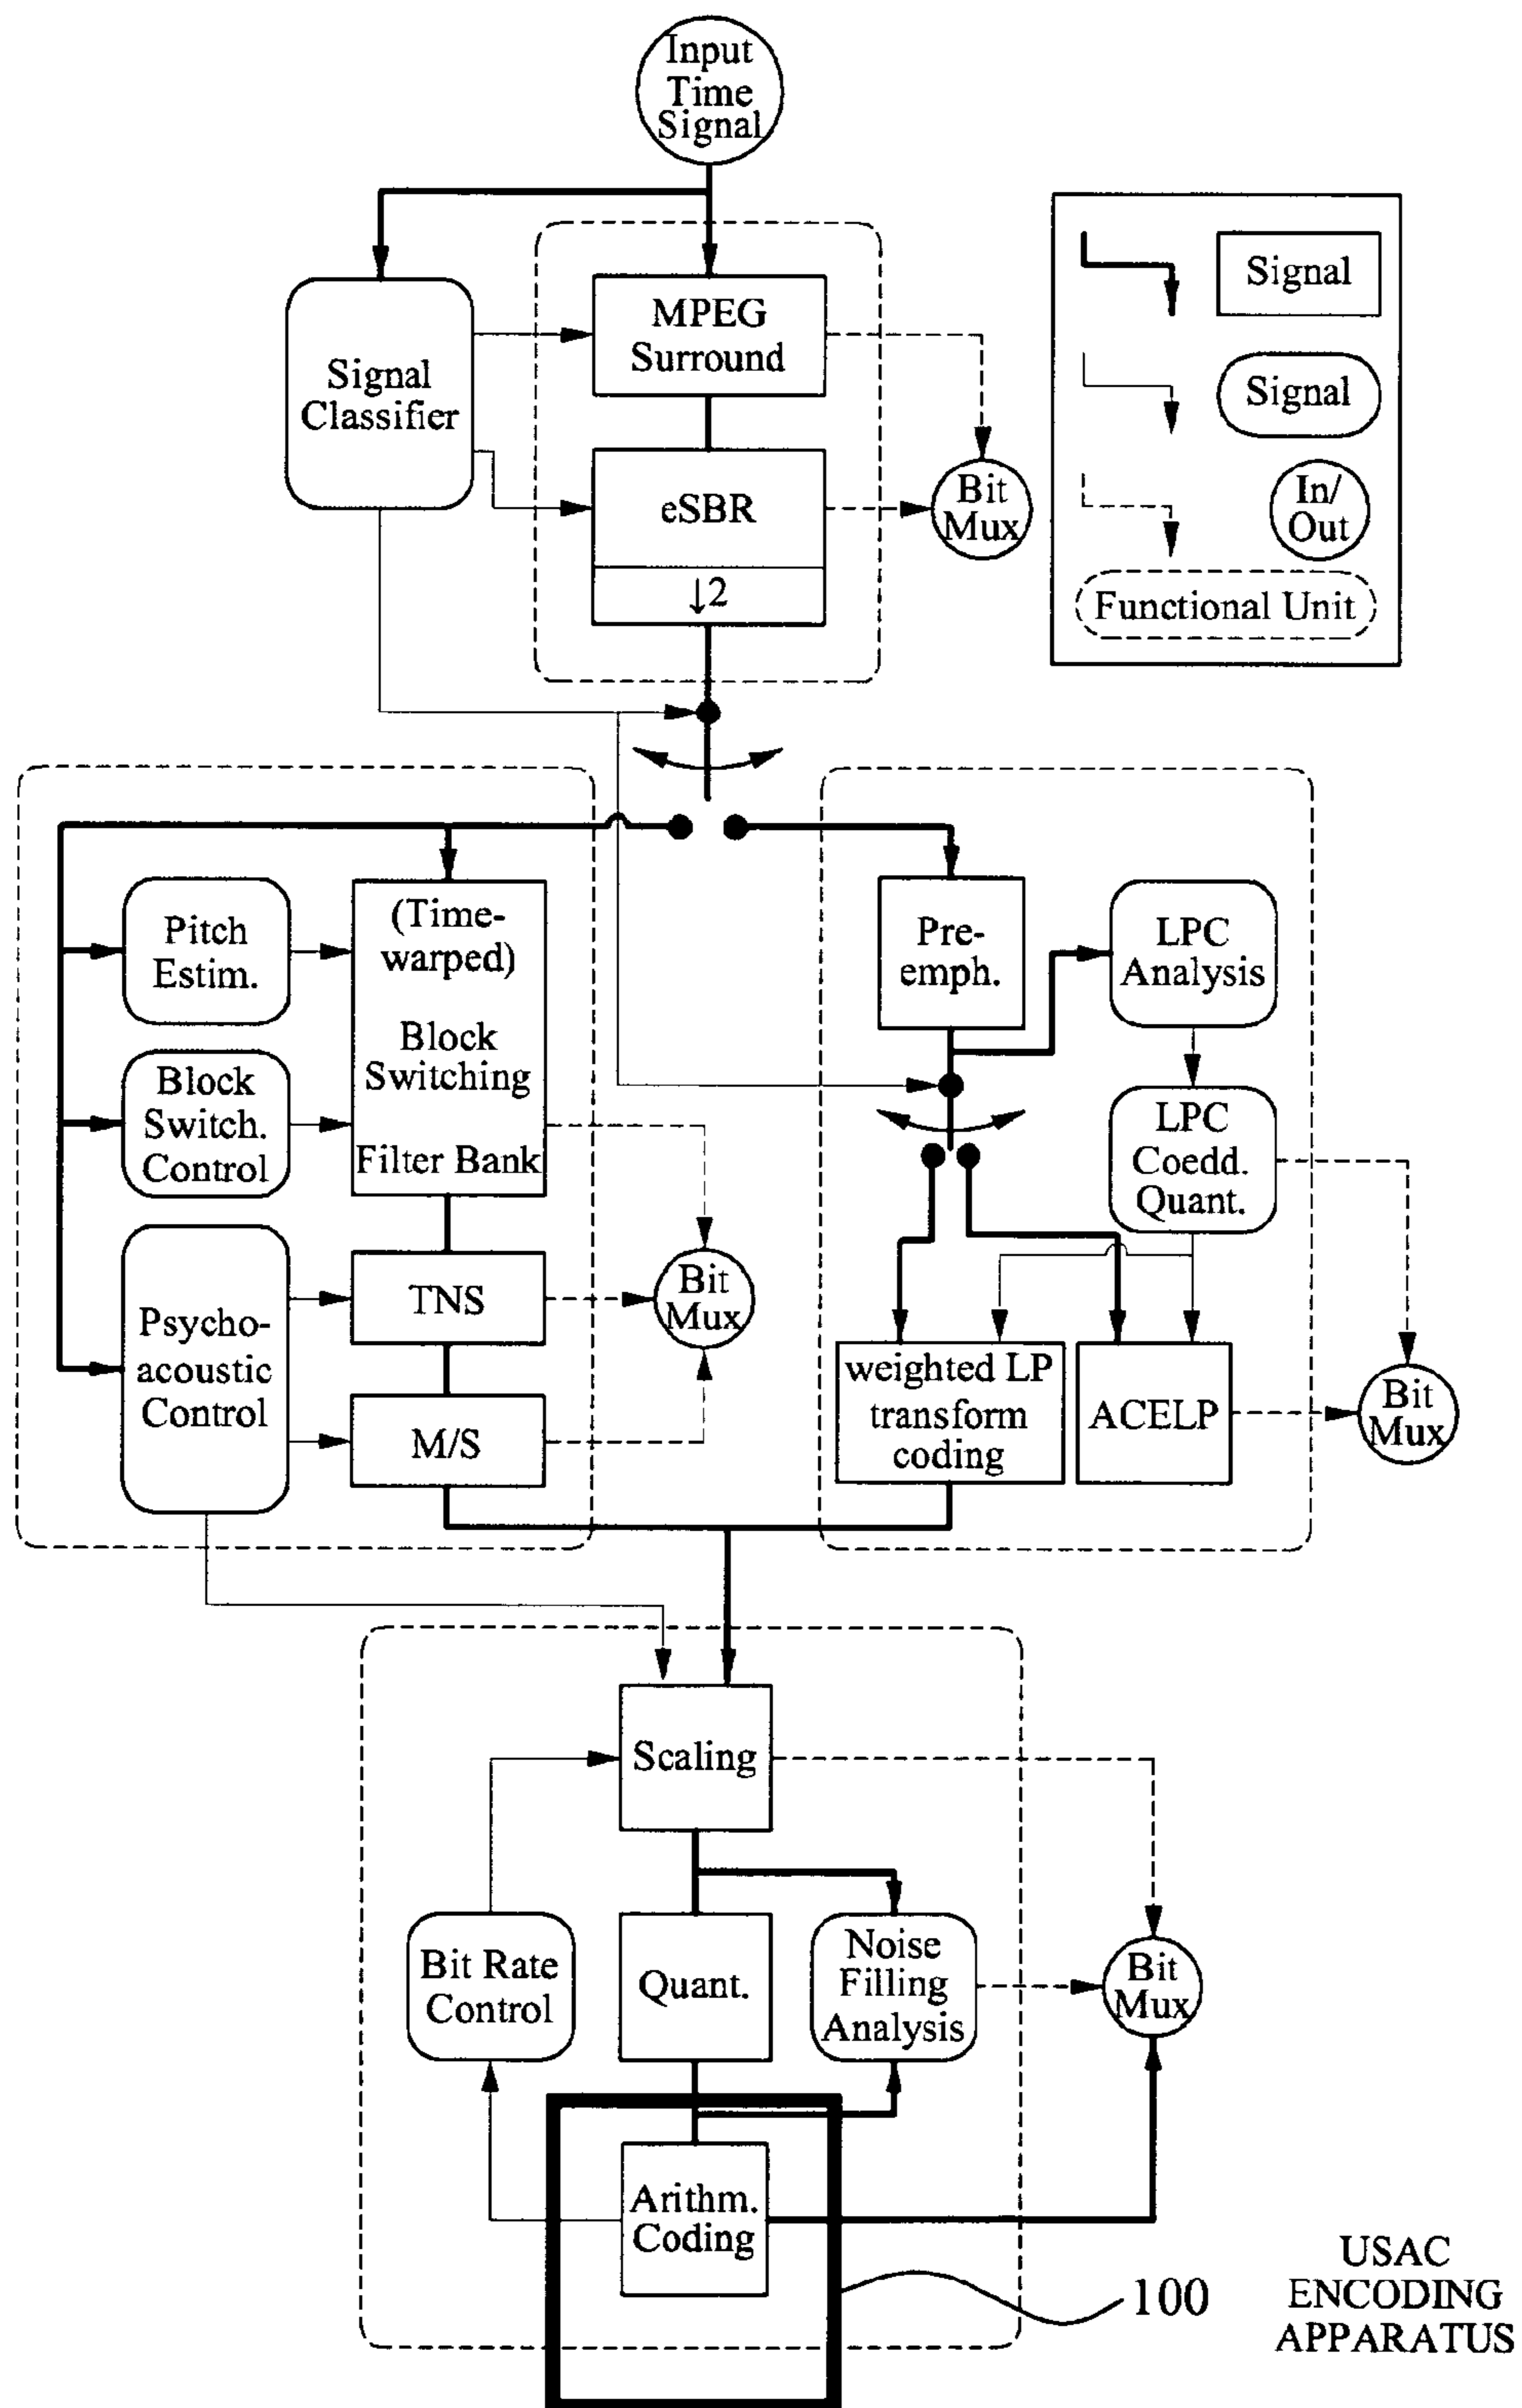 Input
Time
Signal
MPEG
Surround
Signal
Classifier
eSBR
↓2
Bit
Mux
Signal
Signal
In/
Out
Functional Unit
Pitch
Estim.
Block
Switch.
Control
Psycho-
acoustic
Control
(Time-
warped)
Block
Switching
Filter Bank
TNS
M/S
Bit
Mux
Pre-
emph.
LPC
Analysis
LPC
Coedd.
Quant.
weighted LP
transform
coding
ACELP
Bit
Mux
Scaling
Bit Rate
Control
Quant.
Noise
Filling
Analysis
Bit
Mux
Arithm.
Coding
100
USAC
ENCODING
APPARATUS